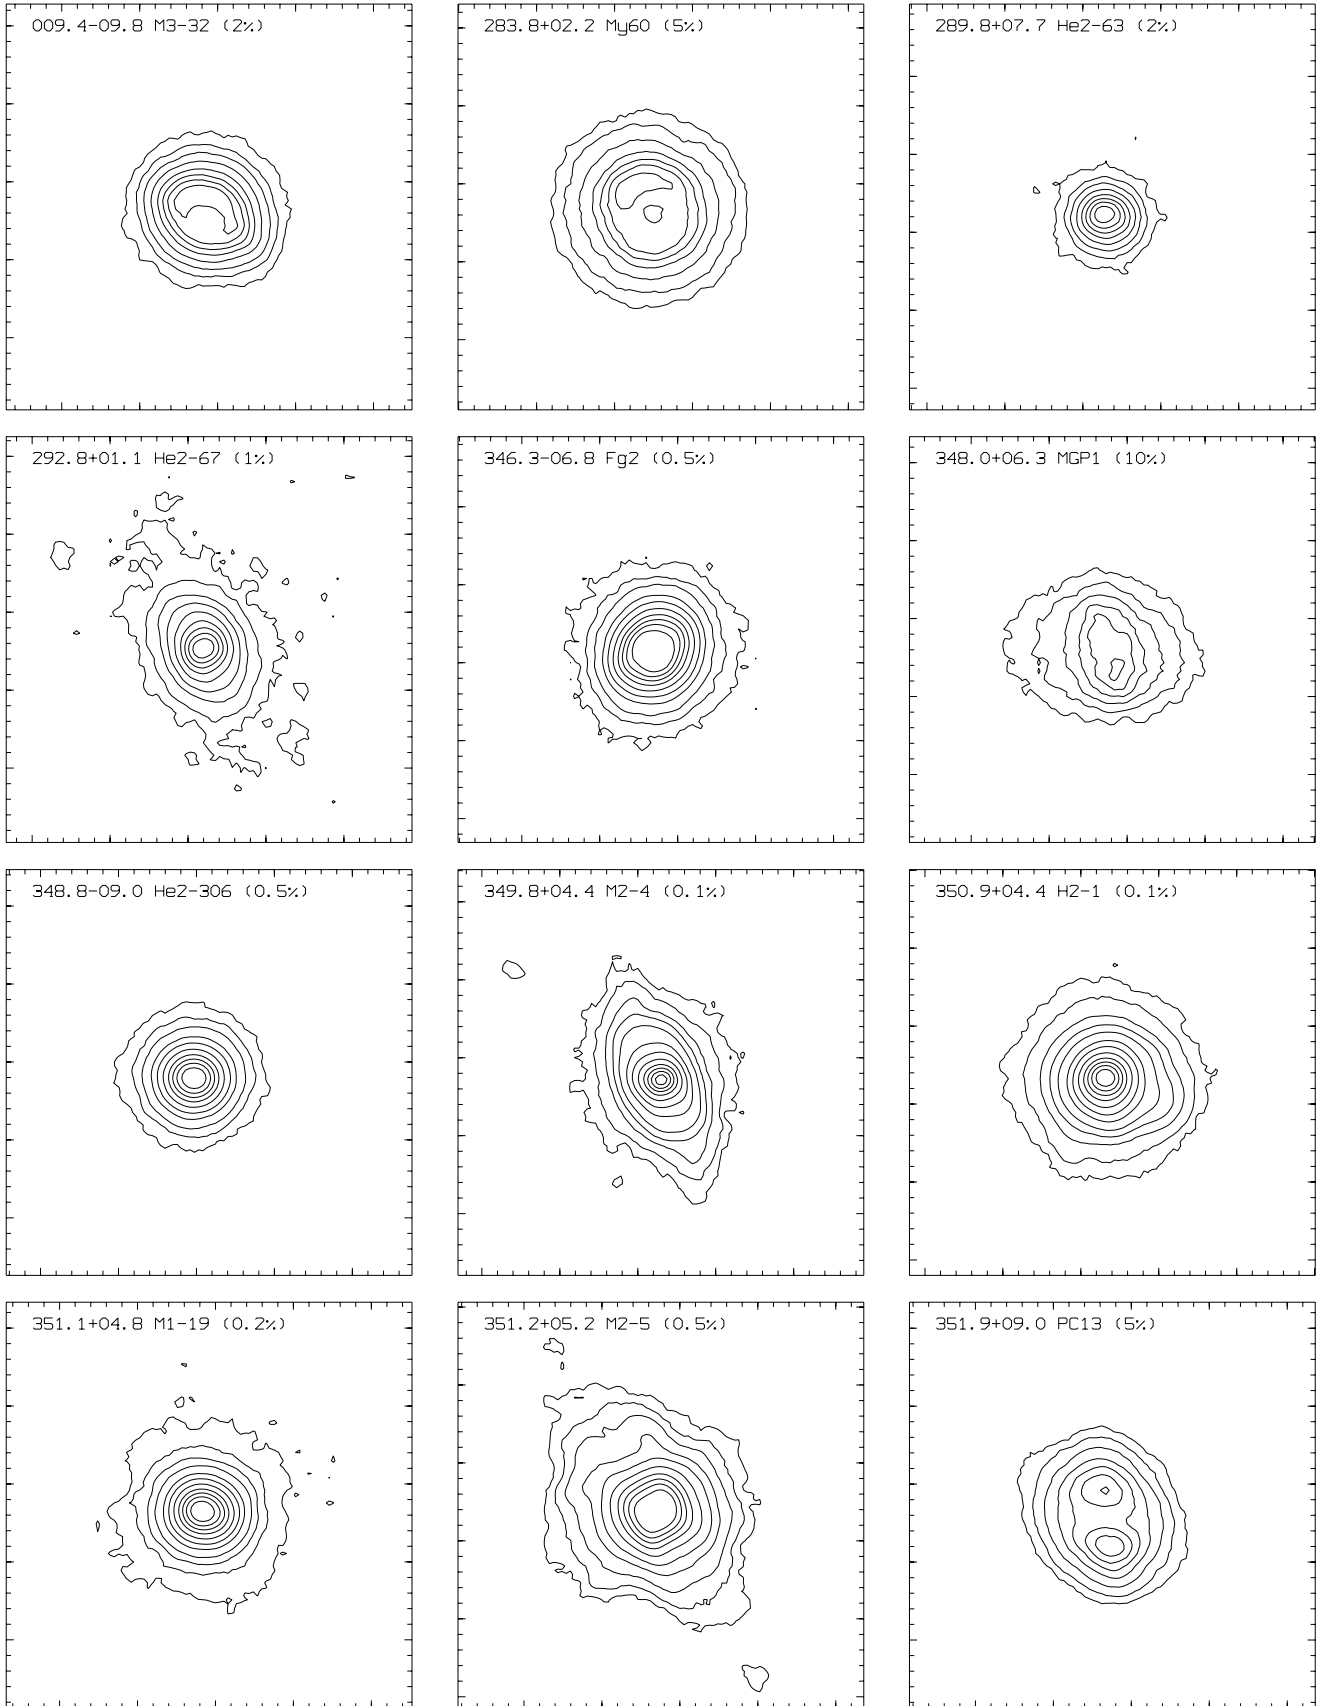 009.4-09.8 M3-32 (2%)
283.8+02.2 My60 (5%)
289.8+07.7 He2-63 (2%)
292.8+01.1 He2-67 (1%)
346.3-06.8 Fg2 (0.5%)
348.0+06.3 MGP1 (10%)
348.8-09.0 He2-306 (0.5%)
349.8+04.4 M2-4 (0.1%)
350.9+04.4 H2-1 (0.1%)
351.1+04.8 M1-19 (0.2%)
351.2+05.2 M2-5 (0.5%)
351.9+09.0 PC13 (5%)